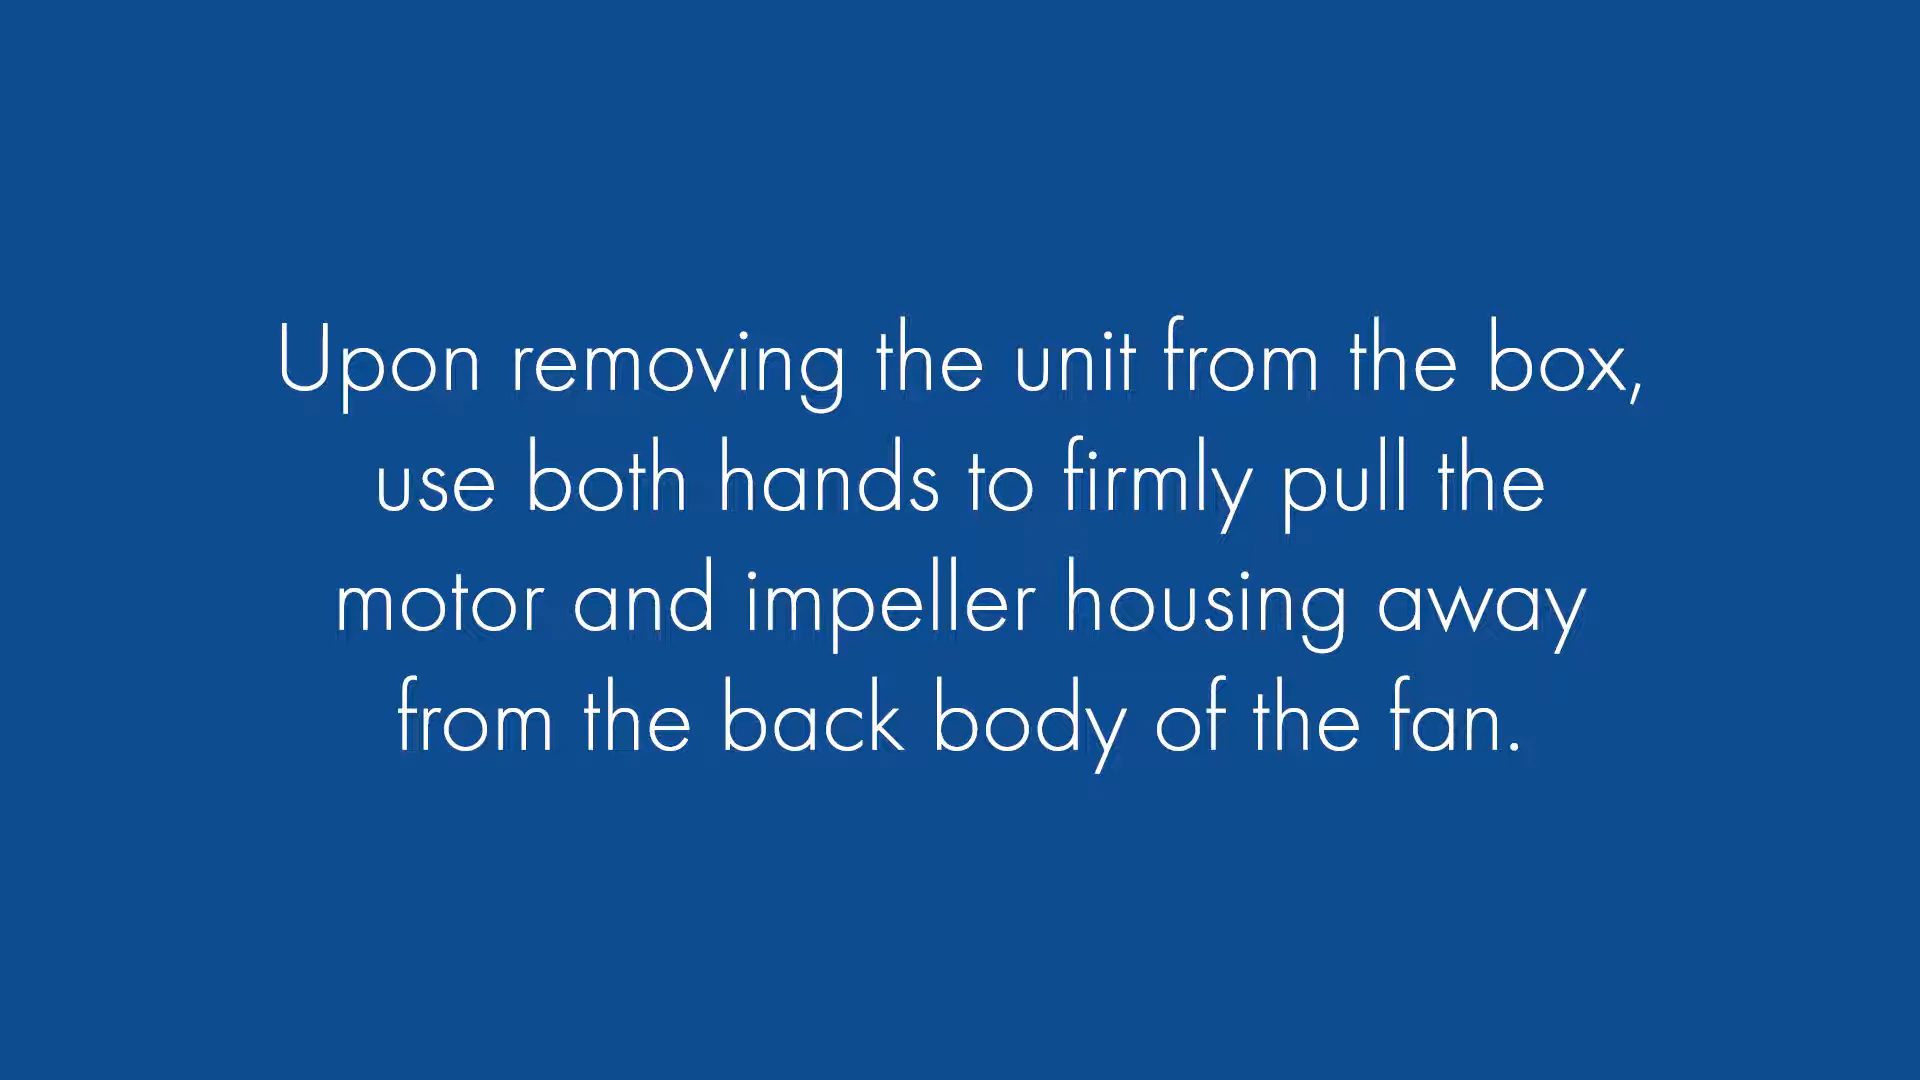 Upon removing the unit from the box,
use both hands to firmly pull the
motor and impeller housing away
from the back body of the fan.